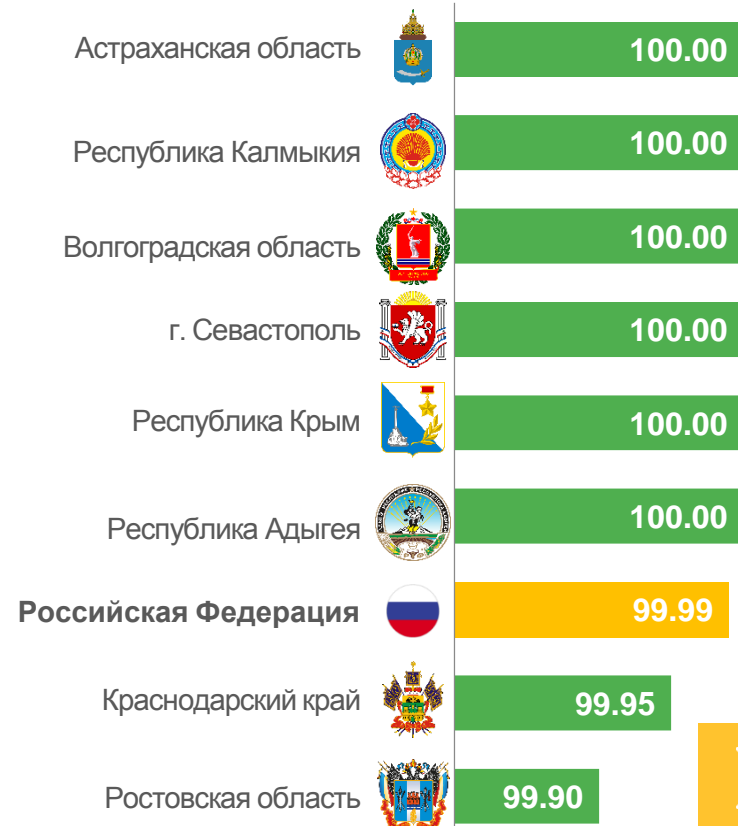 Астраханская область 100.00
Республика Калмыкия 100.00
Волгоградская область 100.00
г. Севастополь 100.00
Республика Крым 100.00
Республика Адыгея 100.00
Российская Федерация 99.99
Краснодарский край 99.95
Ростовская область 99.90